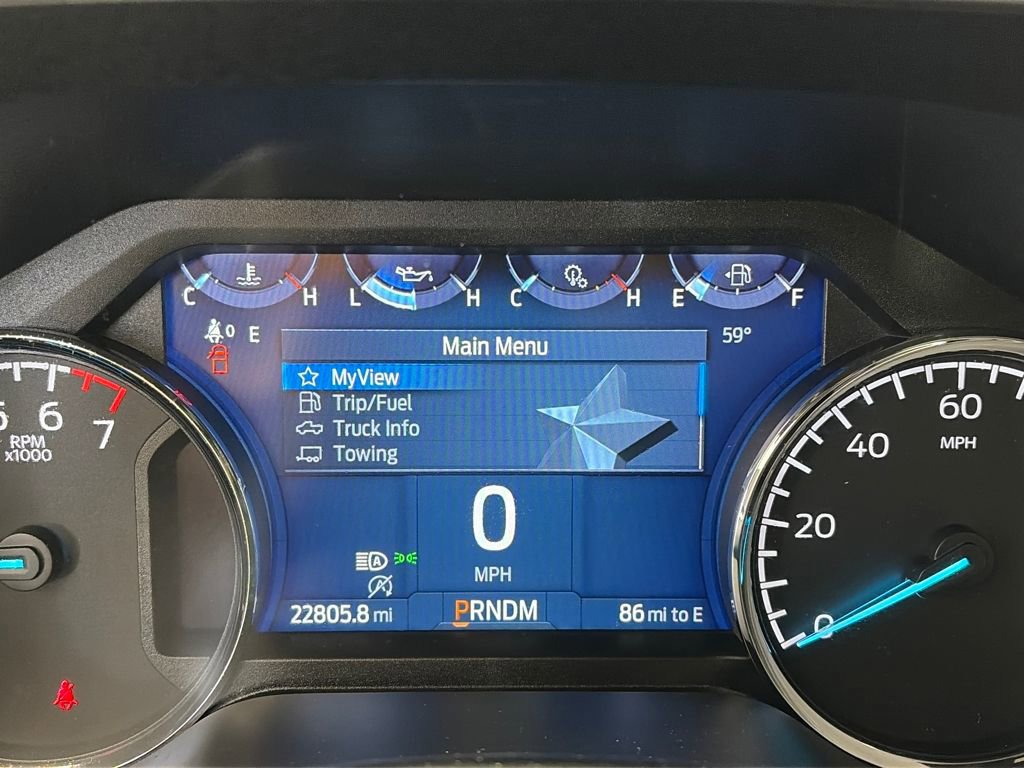 C H L H C H E F
0 E 59°
Main Menu
MyView
Trip/Fuel
Truck Info
Towing
6 7
RPM
x1000
0
MPH
A
A
22805.8 mi PRNDM 86 mi to E
60
MPH
40
20
0